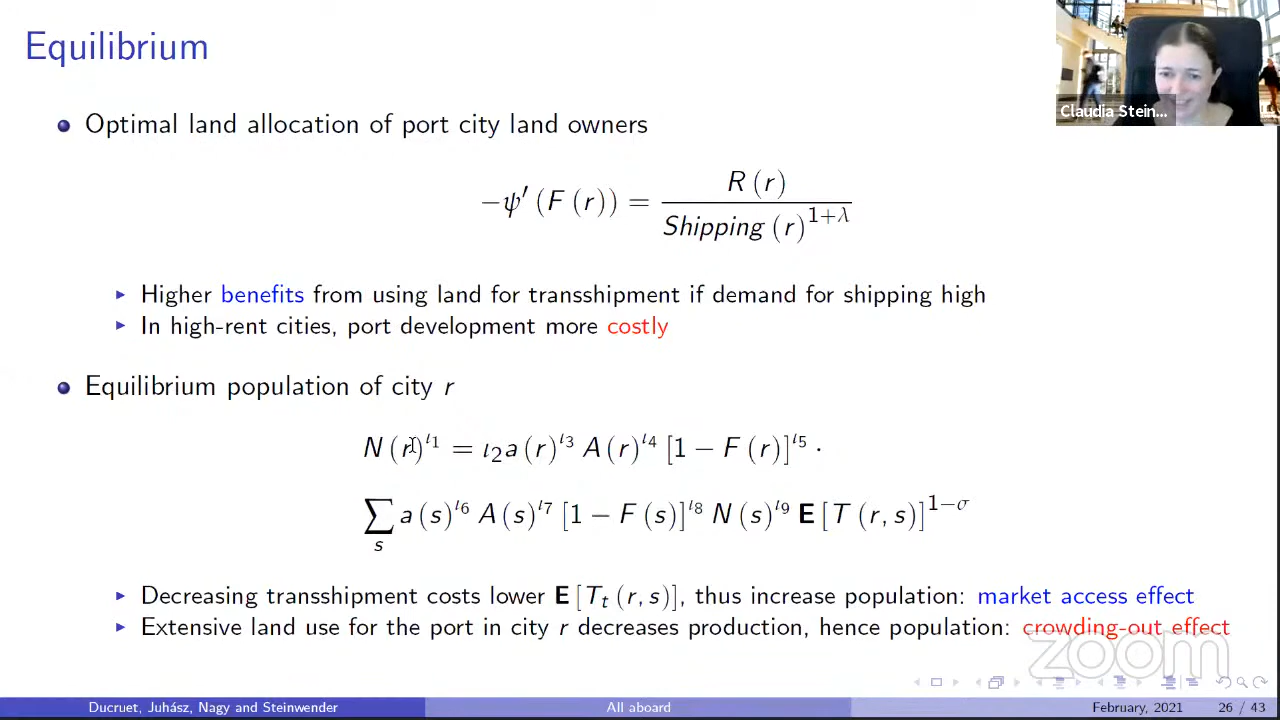 Equilibrium
Claudia Stein...
Optimal land allocation of port city land owners
−ψ′ (F (r)) = R (r) / Shipping (r)^{1+λ}
Higher benefits from using land for transshipment if demand for shipping high
In high-rent cities, port development more costly
Equilibrium population of city r
N (r)^{ι₁} = ι₂a (r)^{ι₃} A (r)^{ι₄} [1 − F (r)]^{ι₅} ·
∑_s a (s)^{ι₆} A (s)^{ι₇} [1 − F (s)]^{ι₈} N (s)^{ι₉} E [T (r, s)]^{1−σ}
Decreasing transshipment costs lower E [T_t (r, s)], thus increase population: market access effect
Extensive land use for the port in city r decreases production, hence population: crowding-out effect
zoom
Ducruet, Juhász, Nagy and Steinwender All aboard February, 2021 26 / 43